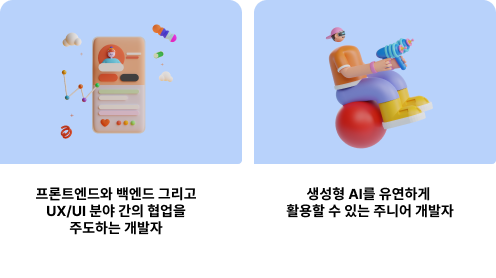 프론트엔드와 백엔드 그리고
UX/UI 분야 간의 협업을
주도하는 개발자
생성형 AI를 유연하게
활용할 수 있는 주니어 개발자